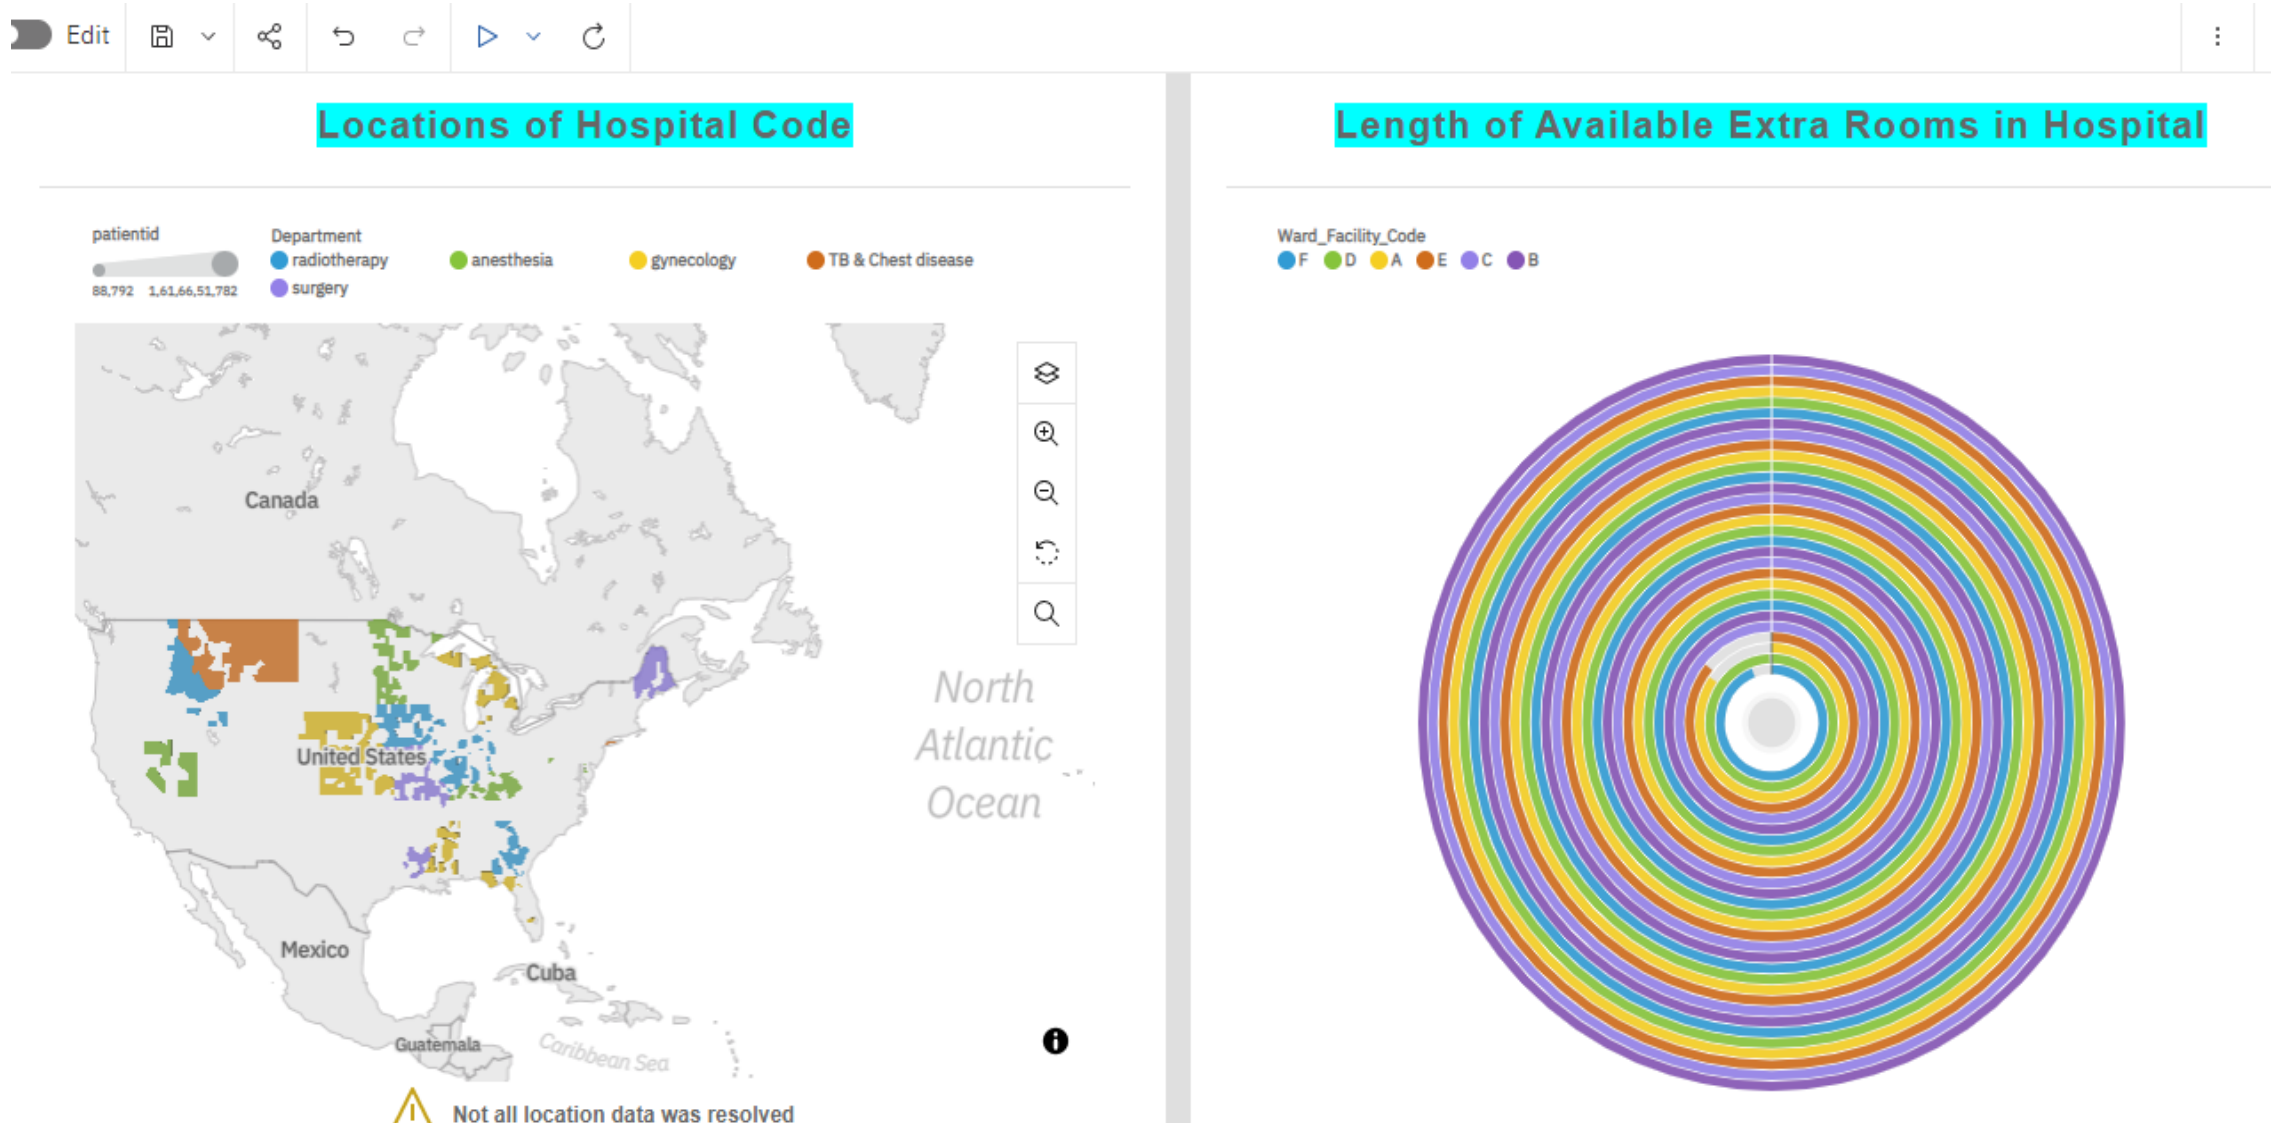 Edit
Locations of Hospital Code
patientid
88,792 1,61,66,51,782
Department
radiotherapy anesthesia gynecology TB & Chest disease
surgery
Canada
United States
North
Atlantic
Ocean
Mexico
Cuba
Guatemala
Caribbean Sea
Not all location data was resolved
Length of Available Extra Rooms in Hospital
Ward_Facility_Code
F D A E C B